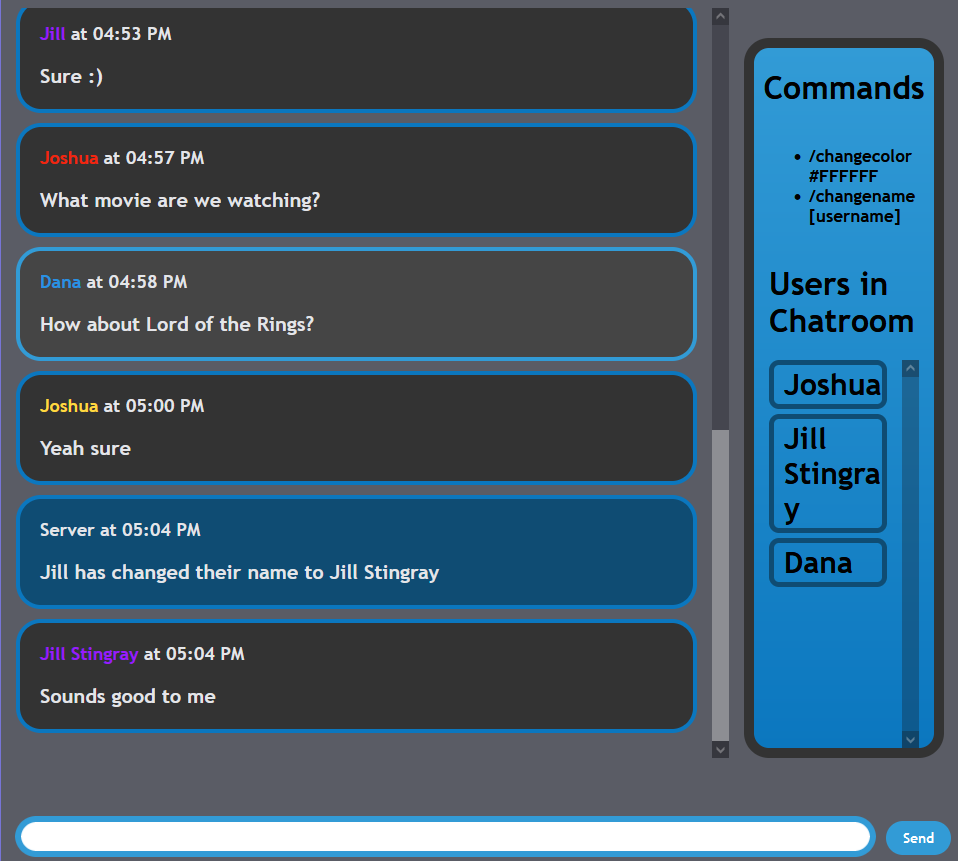 Jill at 04:53 PM
Sure :)
Joshua at 04:57 PM
What movie are we watching?
Dana at 04:58 PM
How about Lord of the Rings?
Joshua at 05:00 PM
Yeah sure
Server at 05:04 PM
Jill has changed their name to Jill Stingray
Jill Stingray at 05:04 PM
Sounds good to me
Commands
• /changecolor
#FFFFFF
• /changename
[username]
Users in
Chatroom
Joshua
Jill
Stingra
y
Dana
Send